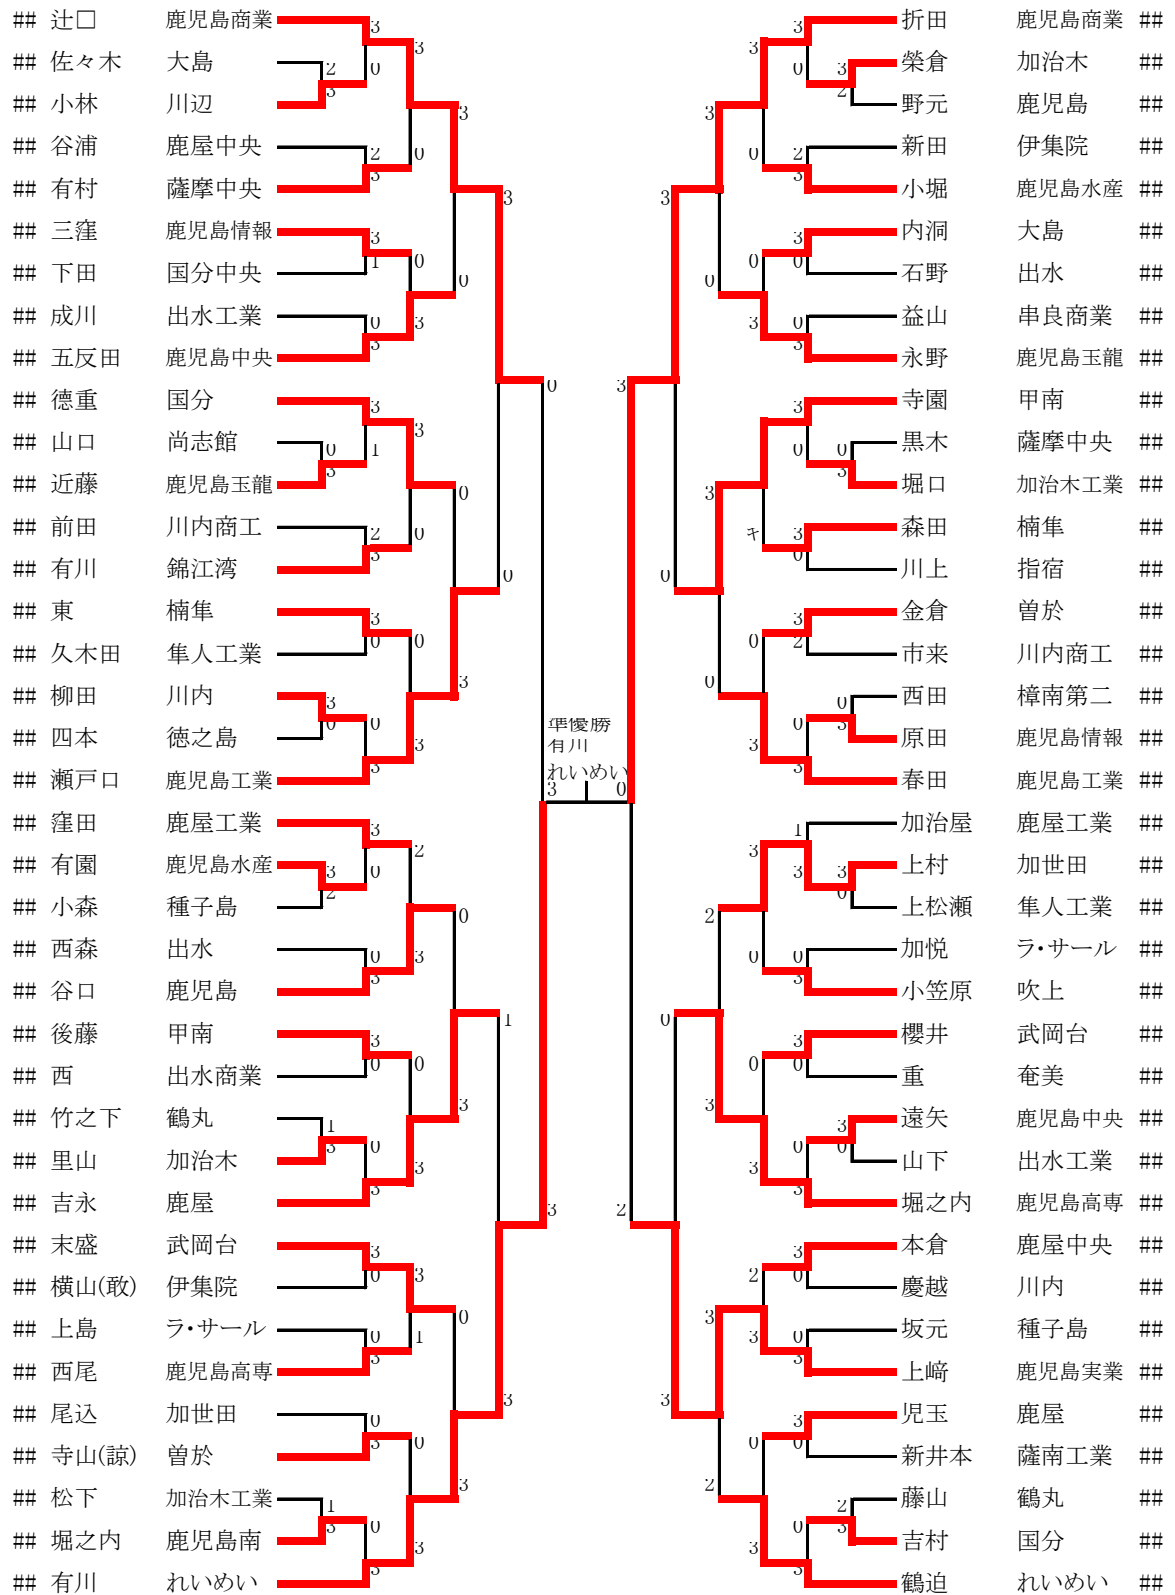 ## 辻□ 鹿児島商業
## 佐々木 大島
## 小林 川辺
## 谷浦 鹿屋中央
## 有村 薩摩中央
## 三窪 鹿児島情報
## 下田 国分中央
## 成川 出水工業
## 五反田 鹿児島中央
## 德重 国分
## 山口 尚志館
## 近藤 鹿児島玉龍
## 前田 川内商工
## 有川 錦江湾
## 東 楠隼
## 久木田 隼人工業
## 柳田 川内
## 四本 徳之島
## 瀬戸口 鹿児島工業
## 窪田 鹿屋工業
## 有園 鹿児島水産
## 小森 種子島
## 西森 出水
## 谷口 鹿児島
## 後藤 甲南
## 西 出水商業
## 竹之下 鶴丸
## 里山 加治木
## 吉永 鹿屋
## 末盛 武岡台
## 横山(敢) 伊集院
## 上島 ラ・サール
## 西尾 鹿児島高専
## 尾込 加世田
## 寺山(諒) 曽於
## 松下 加治木工業
## 堀之内 鹿児島南
## 有川 れいめい
準優勝
有川
れいめい
3 0
折田 鹿児島商業 ##
榮倉 加治木 ##
野元 鹿児島 ##
新田 伊集院 ##
小堀 鹿児島水産 ##
内洞 大島 ##
石野 出水 ##
益山 串良商業 ##
永野 鹿児島玉龍 ##
寺園 甲南 ##
黒木 薩摩中央 ##
堀口 加治木工業 ##
森田 楠隼 ##
川上 指宿 ##
金倉 曽於 ##
市来 川内商工 ##
西田 樟南第二 ##
原田 鹿児島情報 ##
春田 鹿児島工業 ##
加治屋 鹿屋工業 ##
上村 加世田 ##
上松瀬 隼人工業 ##
加悦 ラ・サール ##
小笠原 吹上 ##
櫻井 武岡台 ##
重 奄美 ##
遠矢 鹿児島中央 ##
山下 出水工業 ##
堀之内 鹿児島高専 ##
本倉 鹿屋中央 ##
慶越 川内 ##
坂元 種子島 ##
上﨑 鹿児島実業 ##
児玉 鹿屋 ##
新井本 薩南工業 ##
藤山 鶴丸 ##
吉村 国分 ##
鶴迫 れいめい ##